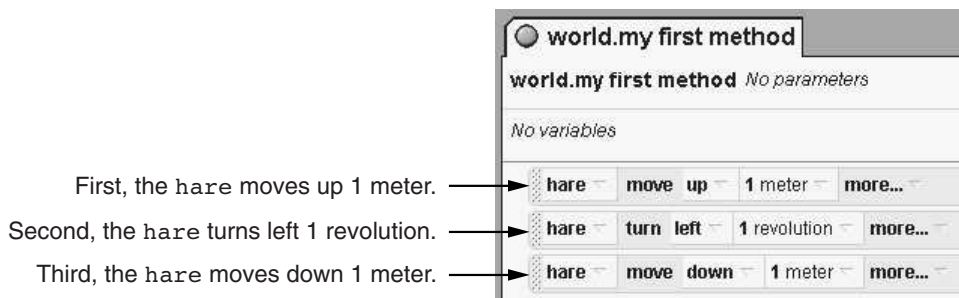 world.my first method
world.my first method No parameters
No variables
First, the hare moves up 1 meter.
hare move up 1 meter more...
Second, the hare turns left 1 revolution.
hare turn left 1 revolution more...
Third, the hare moves down 1 meter.
hare move down 1 meter more...